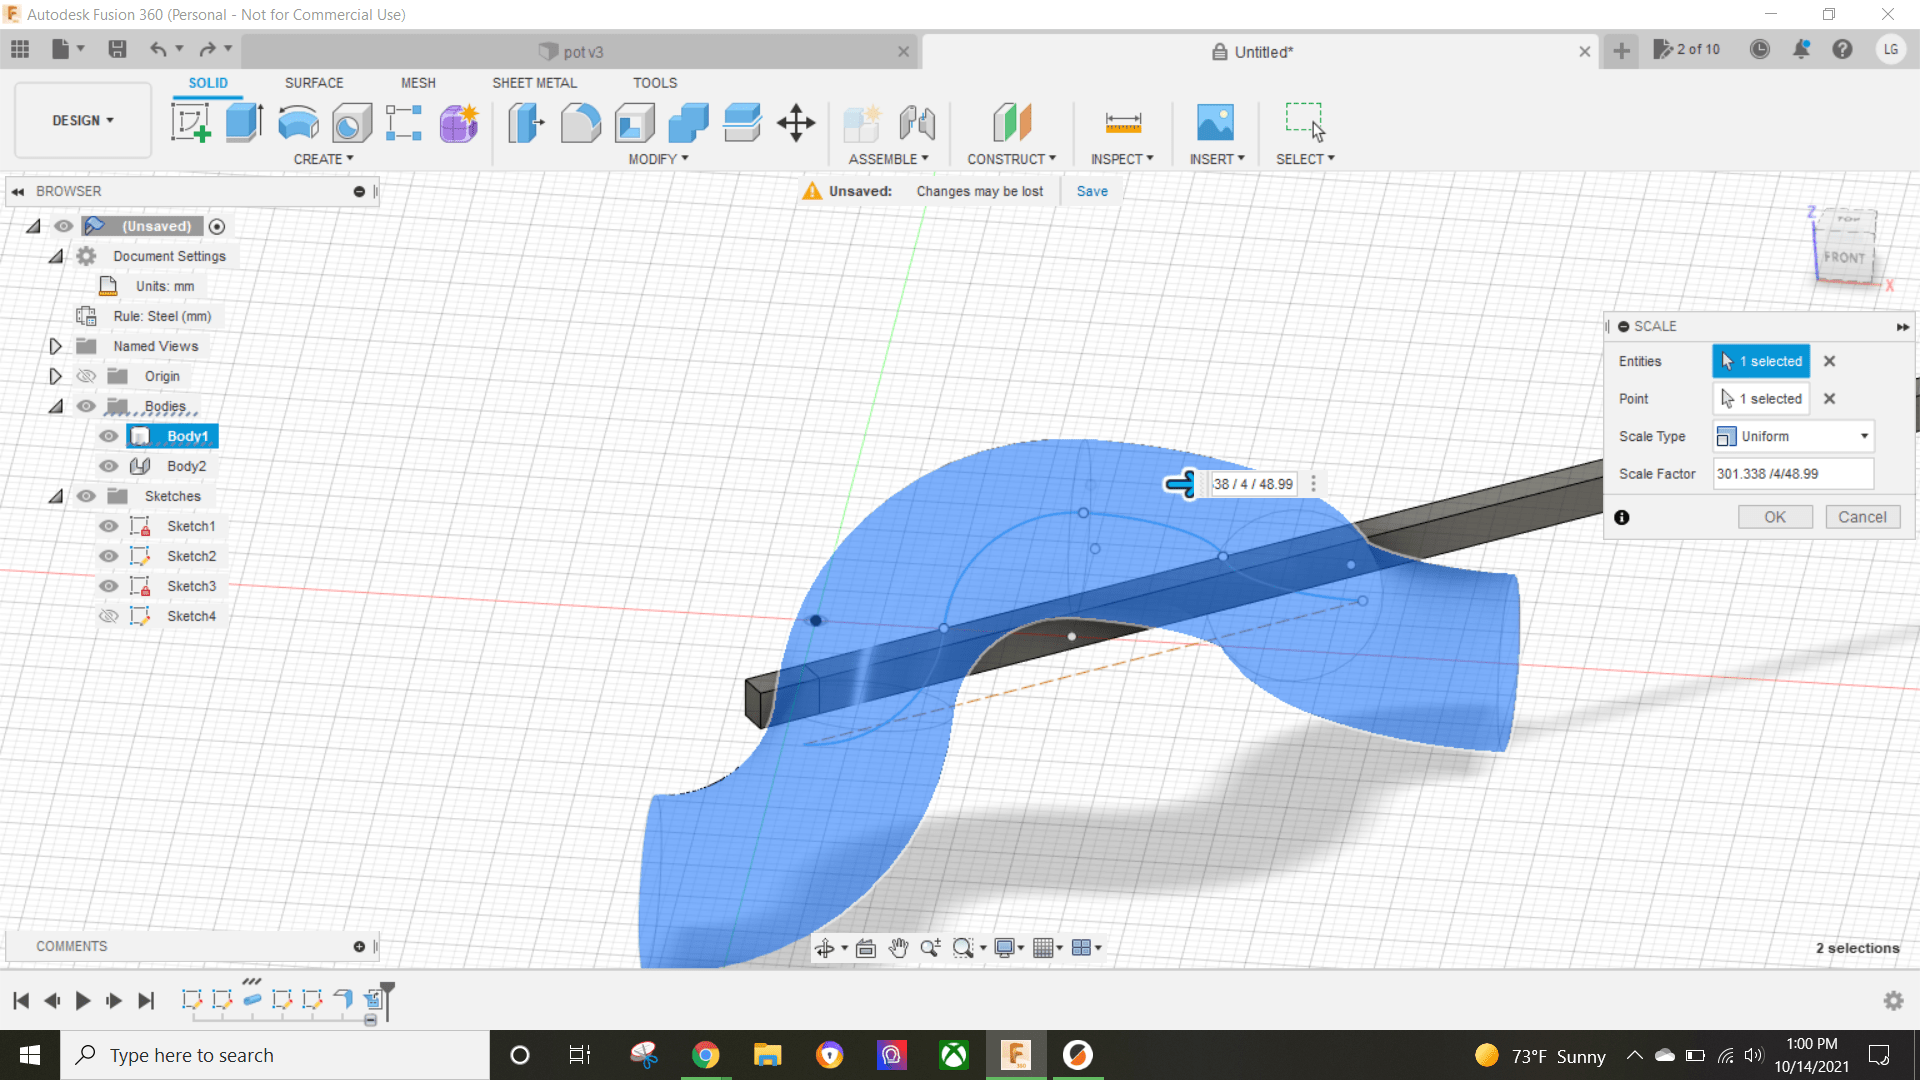 Autodesk Fusion 360 (Personal - Not for Commercial Use)
pot v3
Untitled*
2 of 10
LG
DESIGN
SOLID
SURFACE
MESH
SHEET METAL
TOOLS
CREATE
MODIFY
ASSEMBLE
CONSTRUCT
INSPECT
INSERT
SELECT
BROWSER
Unsaved:
Changes may be lost
Save
(Unsaved)
Document Settings
Units: mm
Rule: Steel (mm)
Named Views
Origin
Bodies
Body1
Body2
Sketches
Sketch1
Sketch2
Sketch3
Sketch4
Z
TOP
FRONT
X
SCALE
Entities
1 selected
Point
1 selected
Scale Type
Uniform
Scale Factor
301.338 /4/48.99
OK
Cancel
38 / 4 / 48.99
COMMENTS
2 selections
Type here to search
73°F Sunny
1:00 PM
10/14/2021